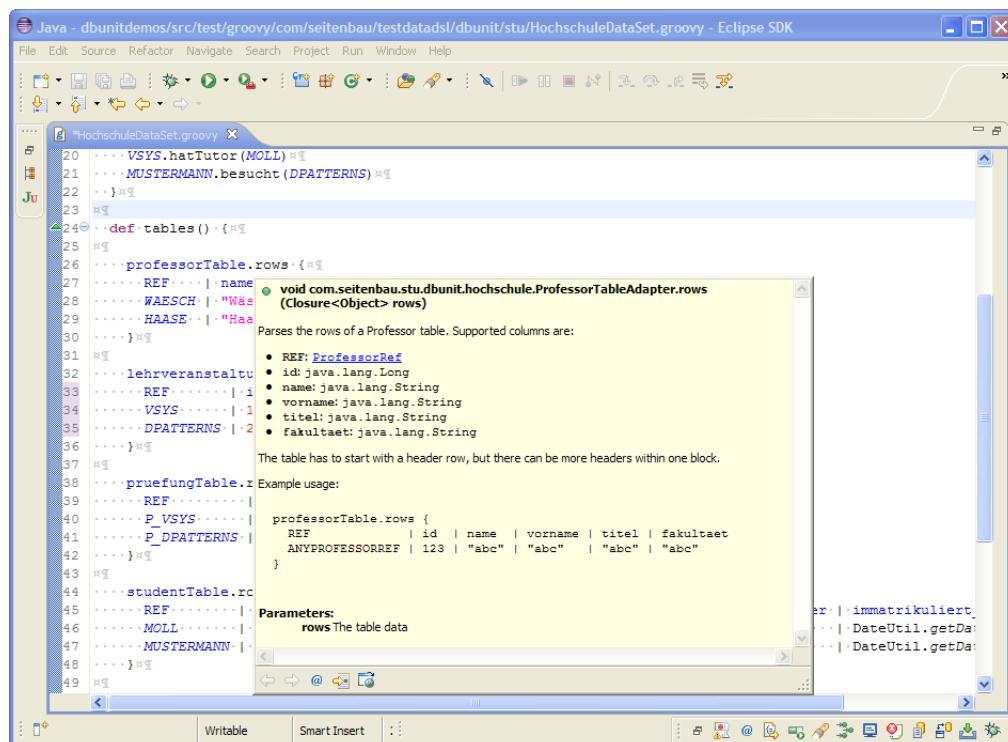 Java - dbunitdemos/src/test/groovy/com/seitenbau/testdatadsl/dbunit/stu/HochschuleDataSet.groovy - Eclipse SDK
File Edit Source Refactor Navigate Search Project Run Window Help
*HochschuleDataSet.groovy
20 ····VSYS.hatTutor(MOLL)¤¶
21 ····MUSTERMANN.besucht(DPATTERNS)¤¶
22 ··}¤¶
23 ¤¶
24 ··def·tables()·{¤¶
25 ¤¶
26 ····professorTable.rows·{¤¶
27 ······REF····|·name
28 ······WAESCH·|·"Wäs
29 ······HAASE··|·"Haa
30 ····}¤¶
31 ¤¶
32 ····lehrveranstaltu
33 ······REF·······|·i
34 ······VSYS······|·1
35 ······DPATTERNS·|·2
36 ····}¤¶
37 ¤¶
38 ····pruefungTable.r
39 ······REF·········|
40 ······P_VSYS······|
41 ······P_DPATTERNS·|
42 ····}¤¶
43 ¤¶
44 ····studentTable.ro
45 ······REF········|· er·|·immatrikuliert_
46 ······MOLL·······|· ··|·DateUtil.getDa
47 ······MUSTERMANN·|· ··|·DateUtil.getDa
48 ····}¤¶
49 ¤¶
void com.seitenbau.stu.dbunit.hochschule.ProfessorTableAdapter.rows
(Closure<Object> rows)
Parses the rows of a Professor table. Supported columns are:
• REF: ProfessorRef
• id: java.lang.Long
• name: java.lang.String
• vorname: java.lang.String
• titel: java.lang.String
• fakultaet: java.lang.String
The table has to start with a header row, but there can be more headers within one block.
Example usage:
professorTable.rows {
REF | id | name | vorname | titel | fakultaet
ANYPROFESSORREF | 123 | "abc" | "abc" | "abc" | "abc"
}
Parameters:
rows The table data
Writable Smart Insert :